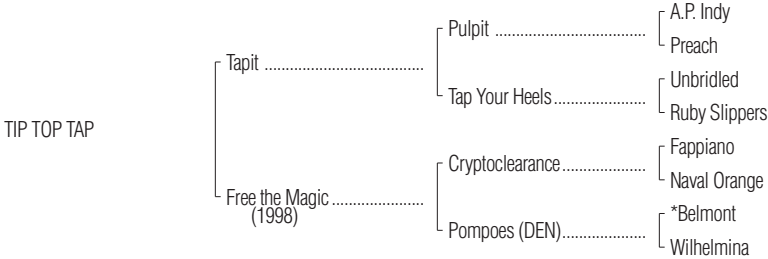 A.P. Indy
Pulpit ....................................
Preach
Tapit .....................................
Unbridled
Tap Your Heels......................
Ruby Slippers
TIP TOP TAP
Fappiano
Cryptoclearance....................
Naval Orange
Free the Magic ......................
(1998)
*Belmont
Pompoes (DEN)....................
Wilhelmina